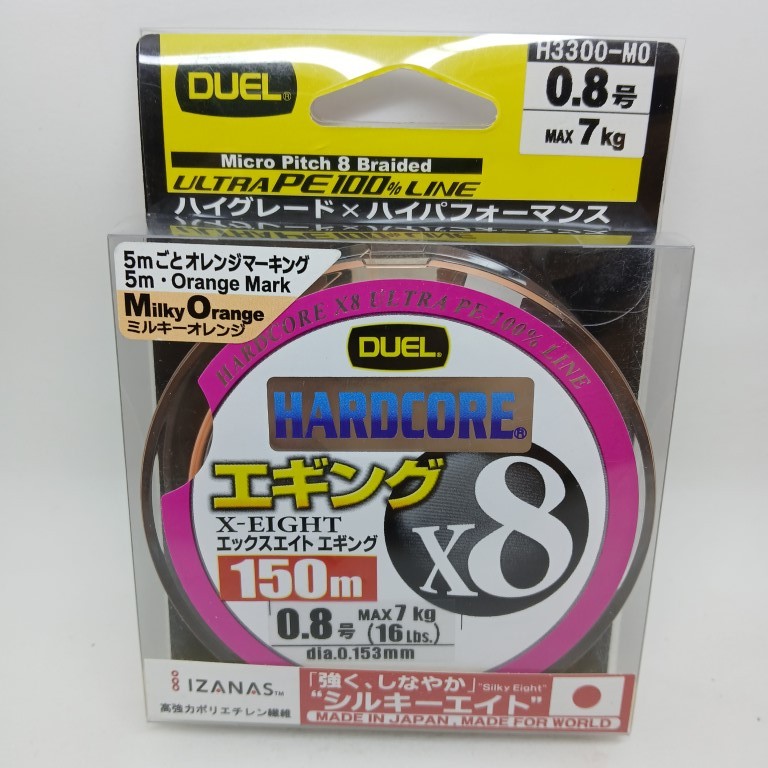 DUEL®
H3300-MO
0.8号
MAX 7kg
Micro Pitch 8 Braided
ULTRA PE 100% LINE
ハイグレード×ハイパフォーマンス
5mごとオレンジマーキング
5m・Orange Mark
Milky Orange
ミルキーオレンジ
HARDCORE X8 ULTRA PE 100% LINE
DUEL®
HARDCORE®
エギング
X-EIGHT
エックスエイト エギング
x8
150m
0.8号 MAX 7 kg
(16 Lbs.)
dia.0.153mm
IZANAS™
高強力ポリエチレン繊維
「強く、しなやか」"Silky Eight"
"シルキーエイト"
MADE IN JAPAN, MADE FOR WORLD